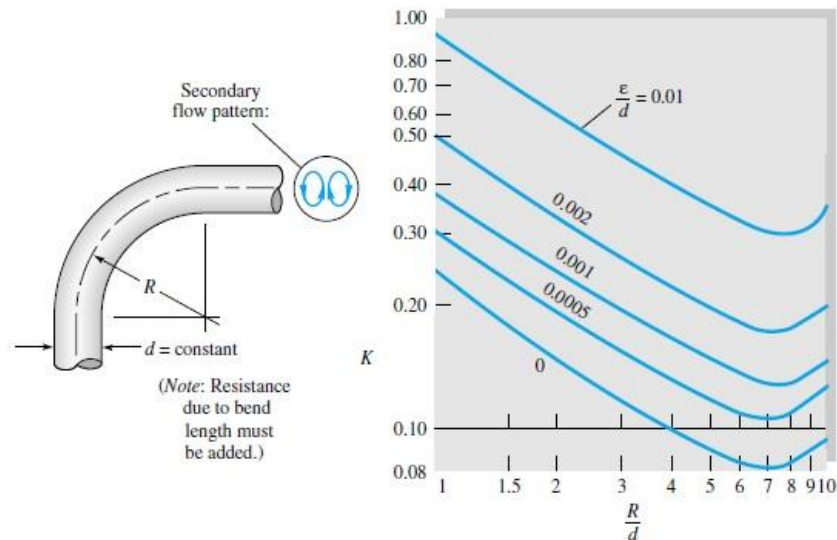 Secondary
flow pattern:
R
d = constant
(Note: Resistance
due to bend
length must
be added.)
K
1.00
0.80
0.70
0.60
0.50
0.40
0.30
0.20
0.10
0.08
ε/d = 0.01
0.002
0.001
0.0005
0
1 1.5 2 3 4 5 6 7 8 9 10
R/d